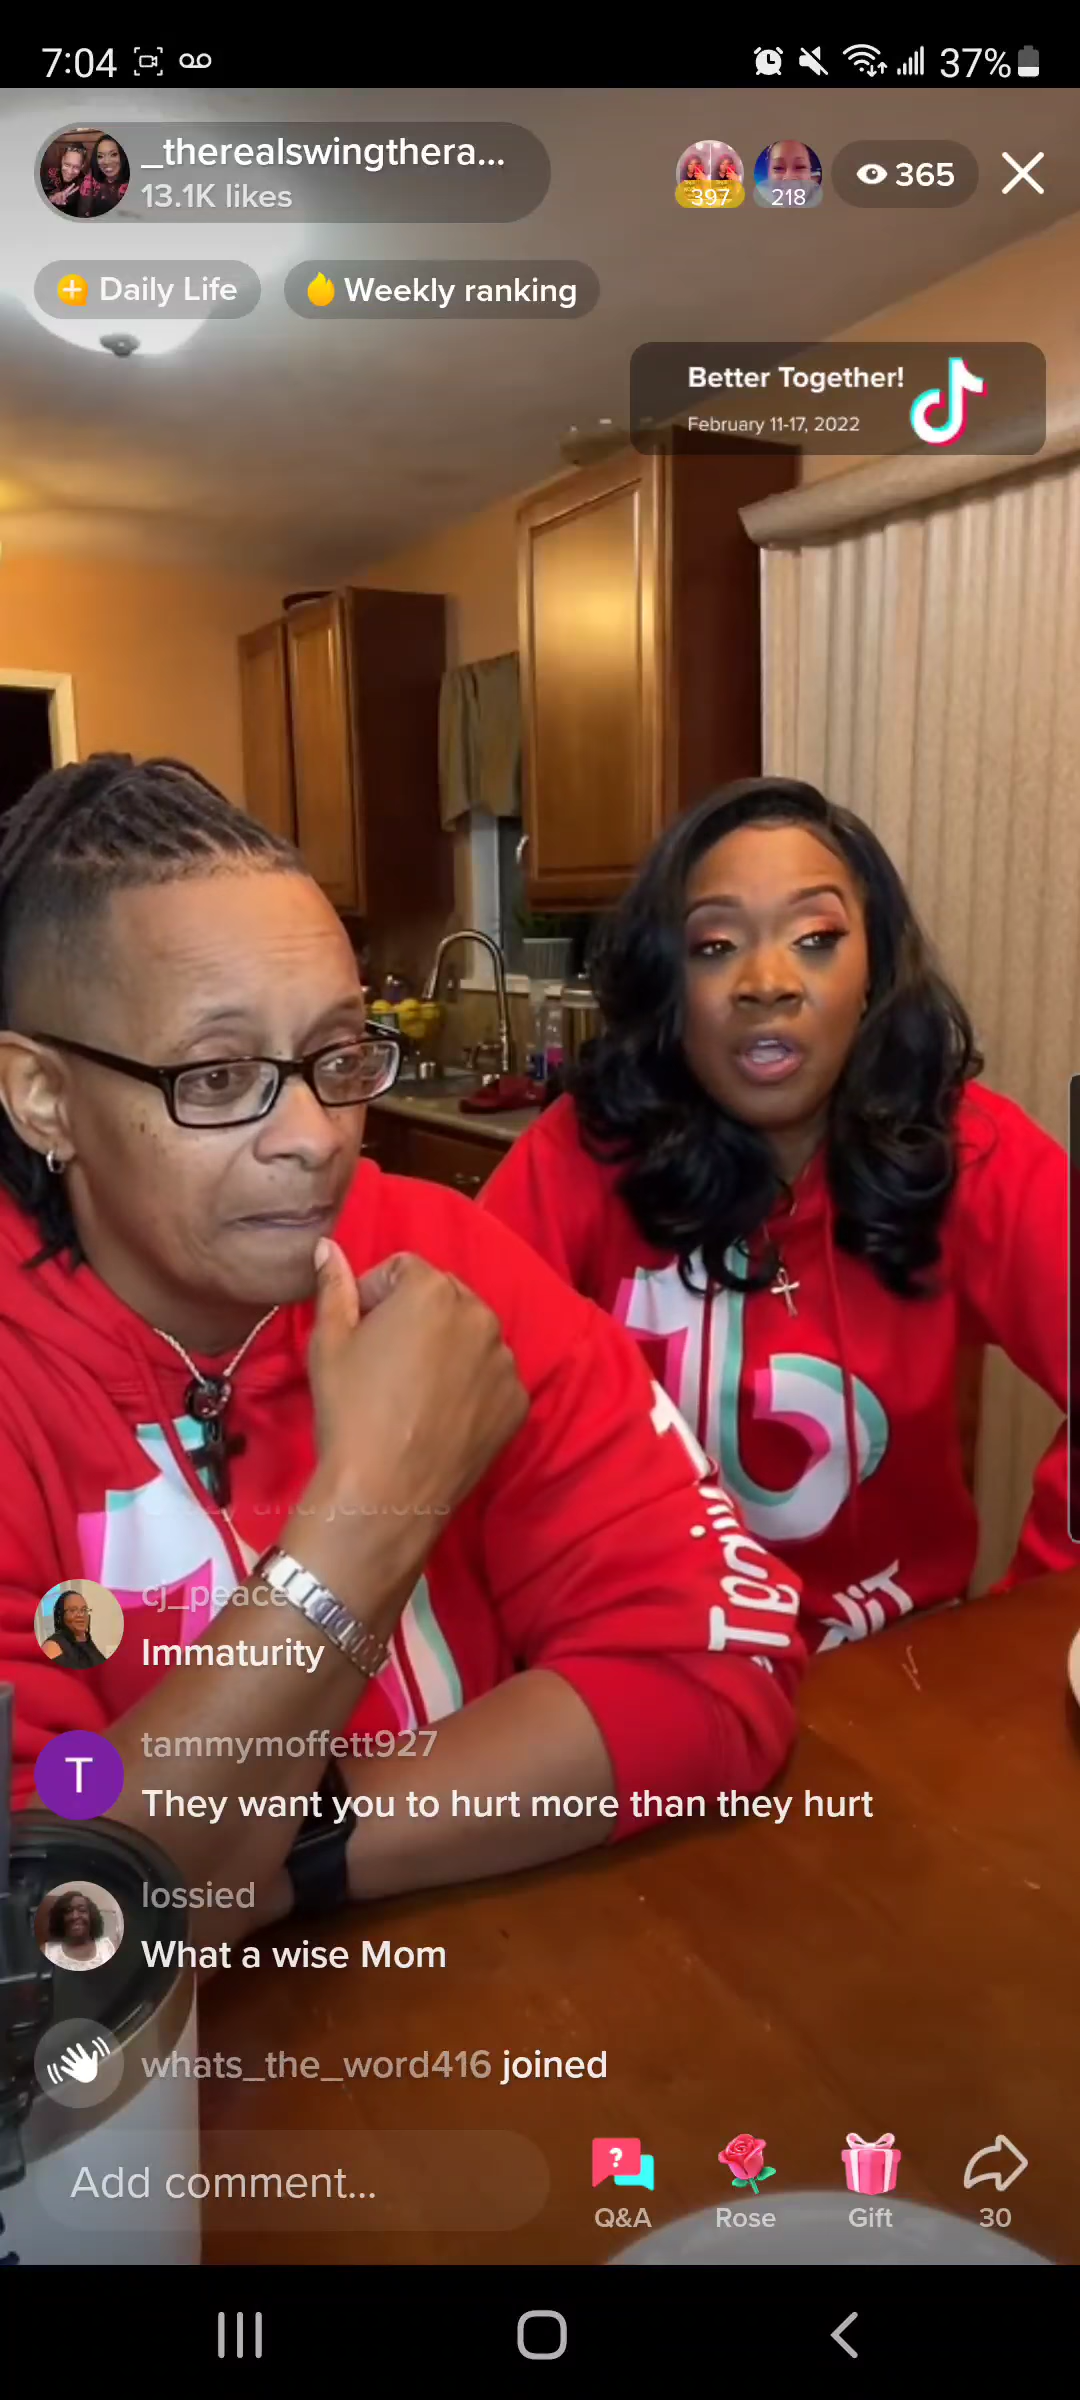 7:04
37%
_therealswingthera...
13.1K likes
397
218
365
Daily Life
Weekly ranking
Better Together!
February 11-17, 2022
and jealous
cj_peace
Immaturity
T
tammymoffett927
They want you to hurt more than they hurt
lossied
What a wise Mom
whats_the_word416 joined
Add comment...
?
Q&A
Rose
Gift
30